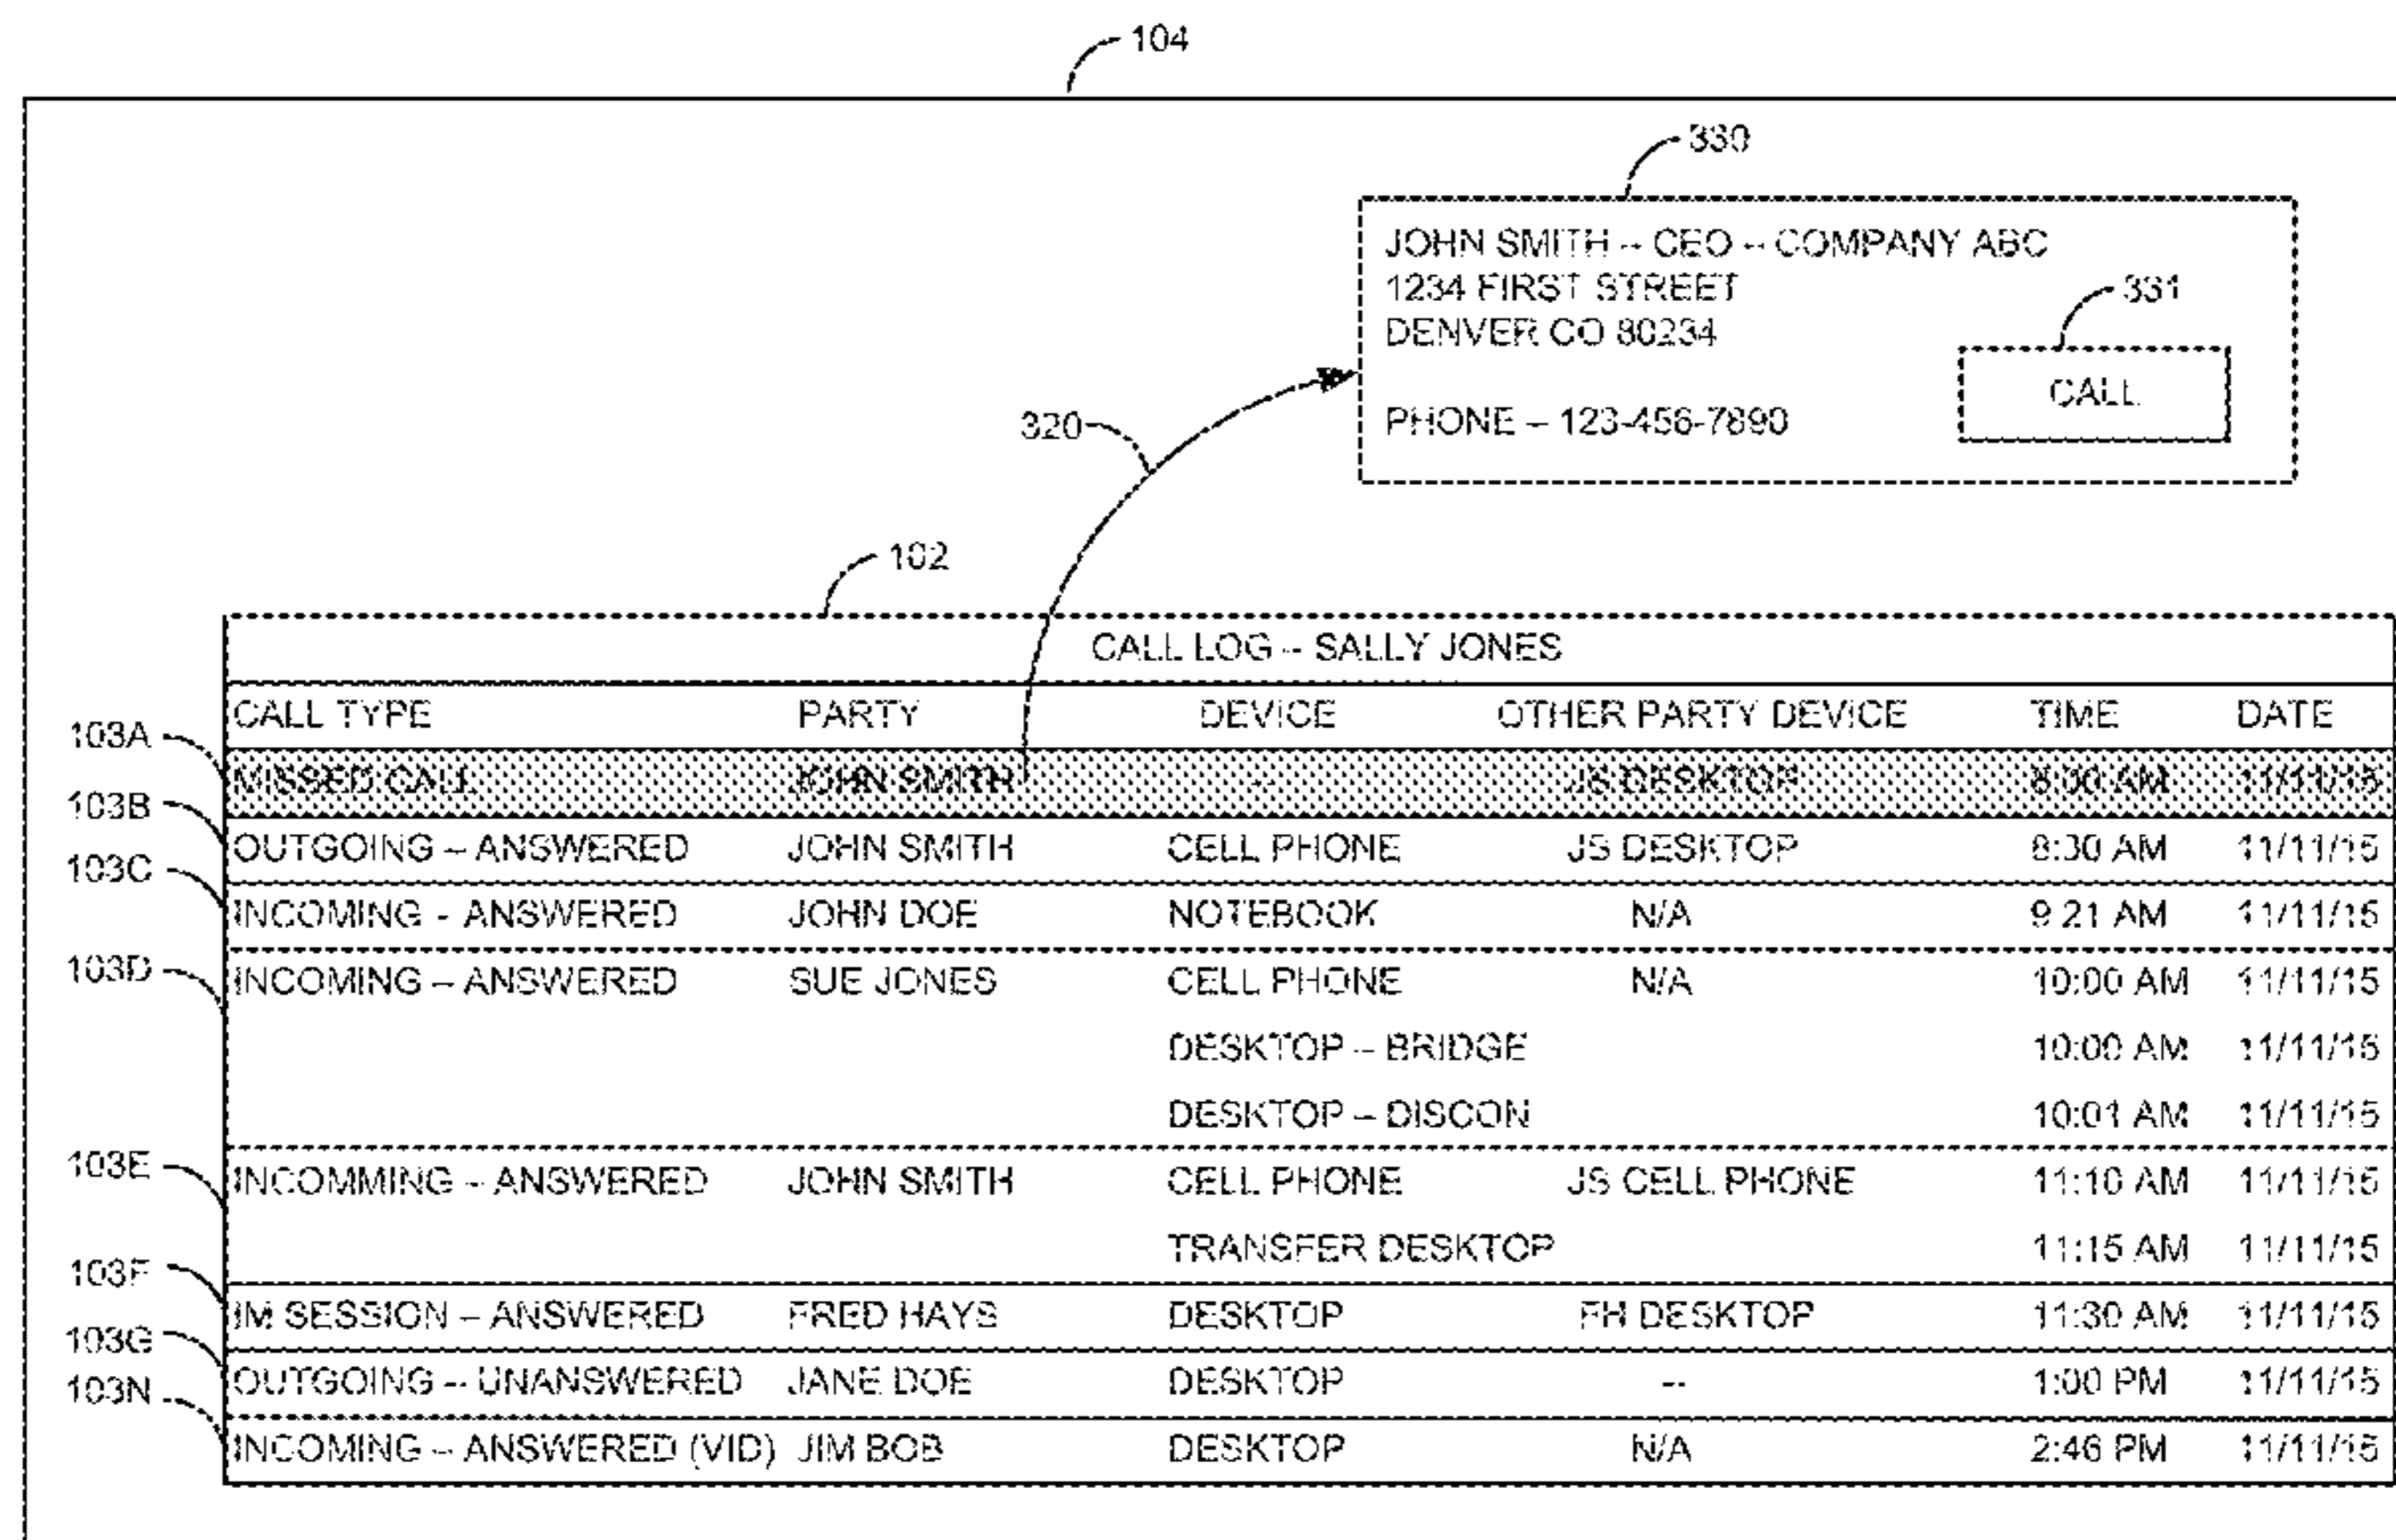 104
330
JOHN SMITH -- CEO -- COMPANY ABC
1234 FIRST STREET
331
DENVER CO 80234
CALL
320
PHONE – 123-456-7890
102
CALL LOG -- SALLY JONES
CALL TYPE PARTY DEVICE OTHER PARTY DEVICE TIME DATE
103A MISSED CALL JOHN SMITH -- JS DESKTOP 8:00 AM 11/11/15
103B OUTGOING – ANSWERED JOHN SMITH CELL PHONE JS DESKTOP 8:30 AM 11/11/15
103C INCOMING - ANSWERED JOHN DOE NOTEBOOK N/A 9:21 AM 11/11/15
103D INCOMING – ANSWERED SUE JONES CELL PHONE N/A 10:00 AM 11/11/15
DESKTOP – BRIDGE 10:00 AM 11/11/15
DESKTOP – DISCON 10:01 AM 11/11/15
103E INCOMMING – ANSWERED JOHN SMITH CELL PHONE JS CELL PHONE 11:10 AM 11/11/15
TRANSFER DESKTOP 11:15 AM 11/11/15
103F IM SESSION – ANSWERED FRED HAYS DESKTOP FH DESKTOP 11:30 AM 11/11/15
103G OUTGOING – UNANSWERED JANE DOE DESKTOP -- 1:00 PM 11/11/15
103N INCOMING – ANSWERED (VID) JIM BOB DESKTOP N/A 2:46 PM 11/11/15